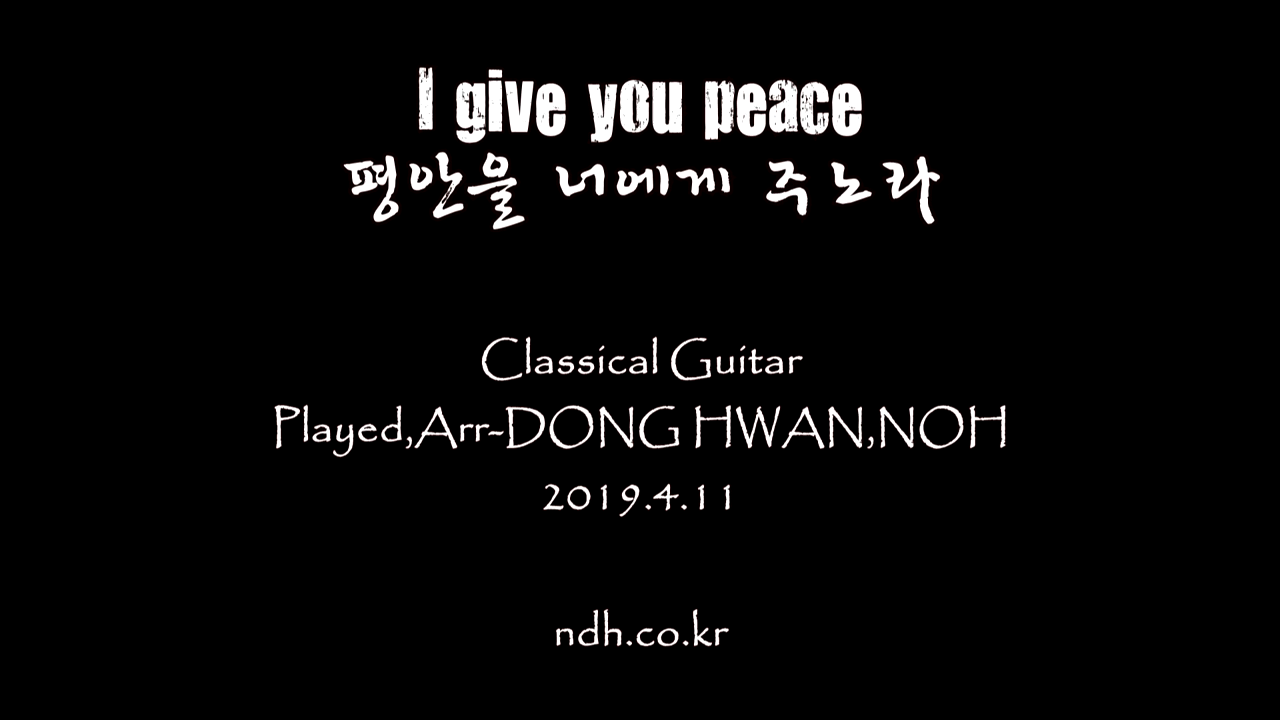 I give you peace
평안을 너에게 주노라
Classical Guitar
Played,Arr-DONG HWAN,NOH
2019.4.11
ndh.co.kr